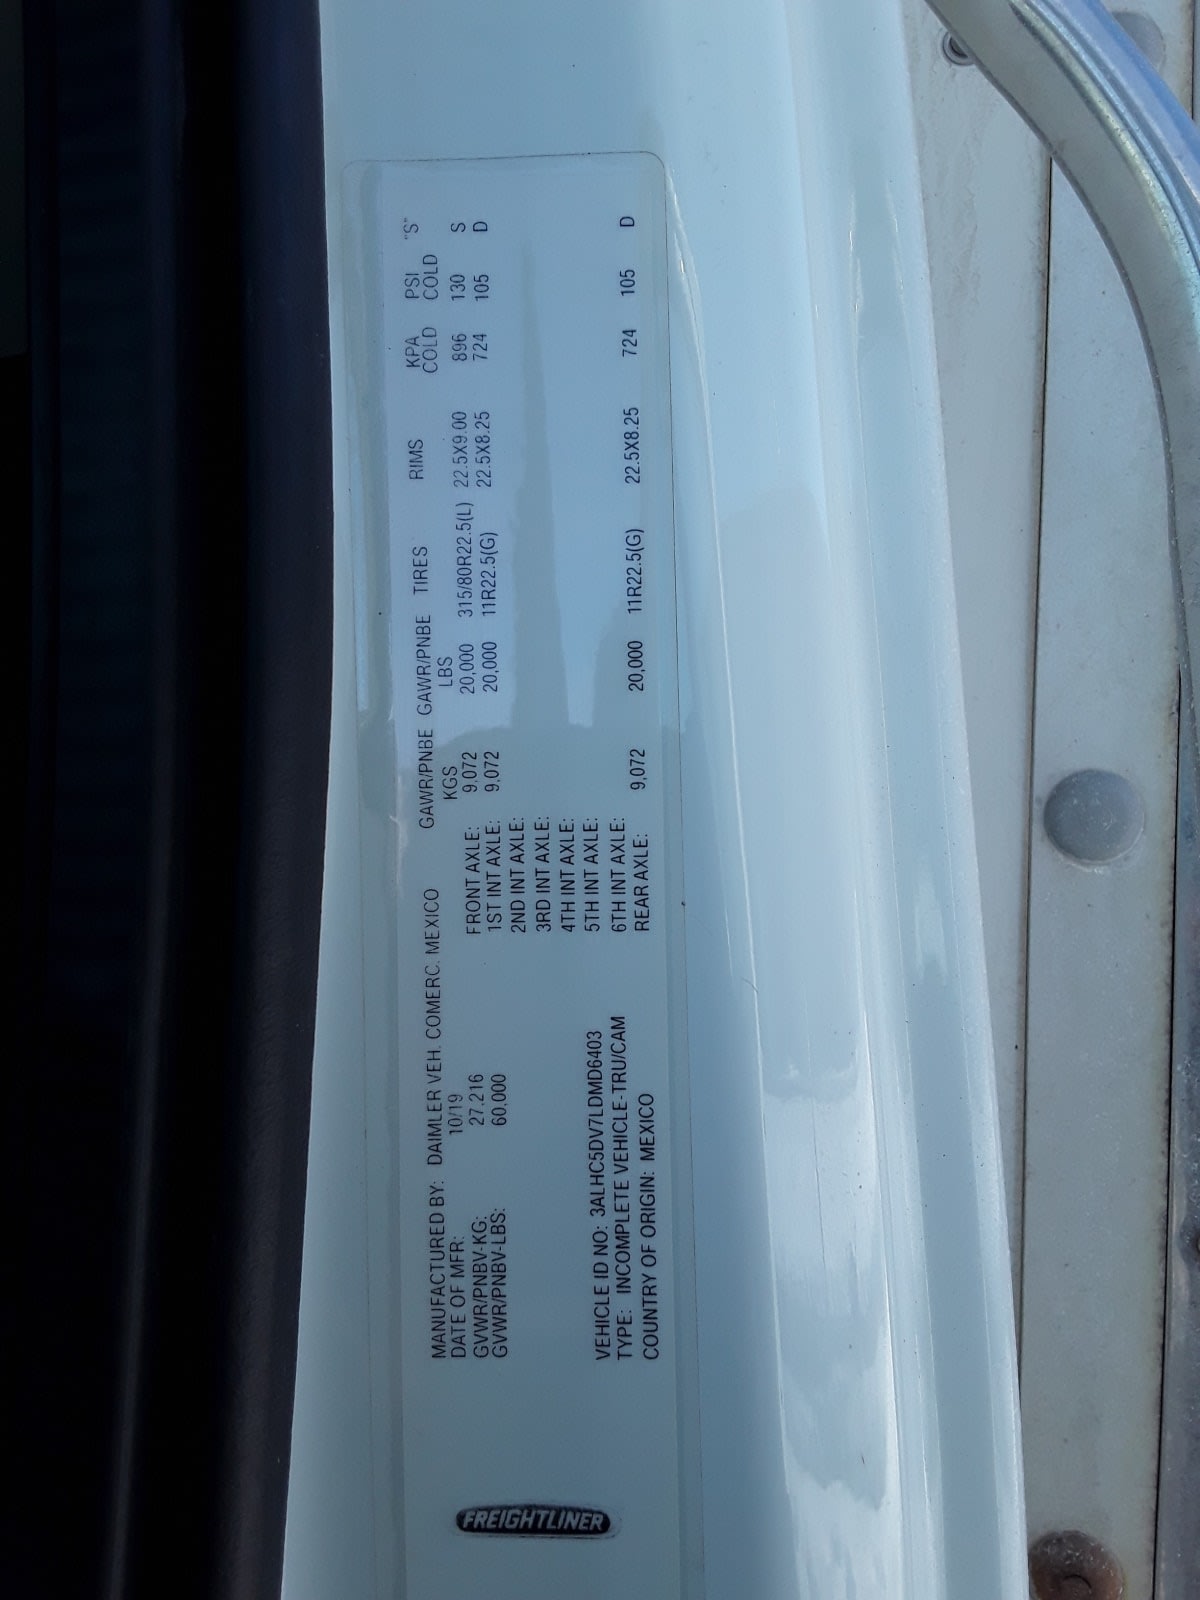 FREIGHTLINER
MANUFACTURED BY: DAIMLER VEH. COMERC. MEXICO
DATE OF MFR: 10/19
GVWR/PNBV-KG: 27,216
GVWR/PNBV-LBS: 60,000
VEHICLE ID NO: 3ALHC5DV7LDMD6403
TYPE: INCOMPLETE VEHICLE-TRU/CAM
COUNTRY OF ORIGIN: MEXICO
GAWR/PNBE GAWR/PNBE TIRES RIMS KPA PSI "S"
KGS LBS COLD COLD
FRONT AXLE: 9,072 20,000 315/80R22.5(L) 22.5X9.00 896 130 S
1ST INT AXLE: 9,072 20,000 11R22.5(G) 22.5X8.25 724 105 D
2ND INT AXLE:
3RD INT AXLE:
4TH INT AXLE:
5TH INT AXLE:
6TH INT AXLE:
REAR AXLE: 9,072 20,000 11R22.5(G) 22.5X8.25 724 105 D